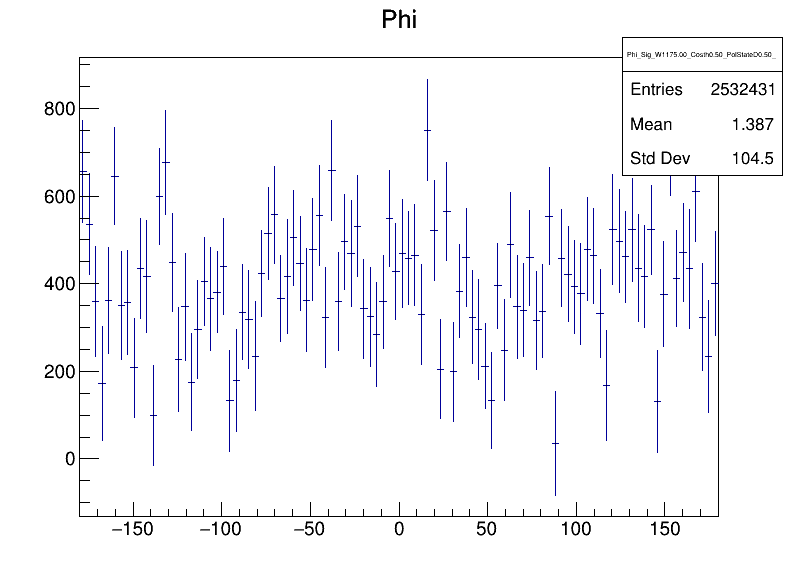 Phi
Phi_Sig_W1175.00_Costh0.50_PolStateD0.50_
Entries 2532431
Mean 1.387
Std Dev 104.5
800
600
400
200
0
−150 −100 −50 0 50 100 150